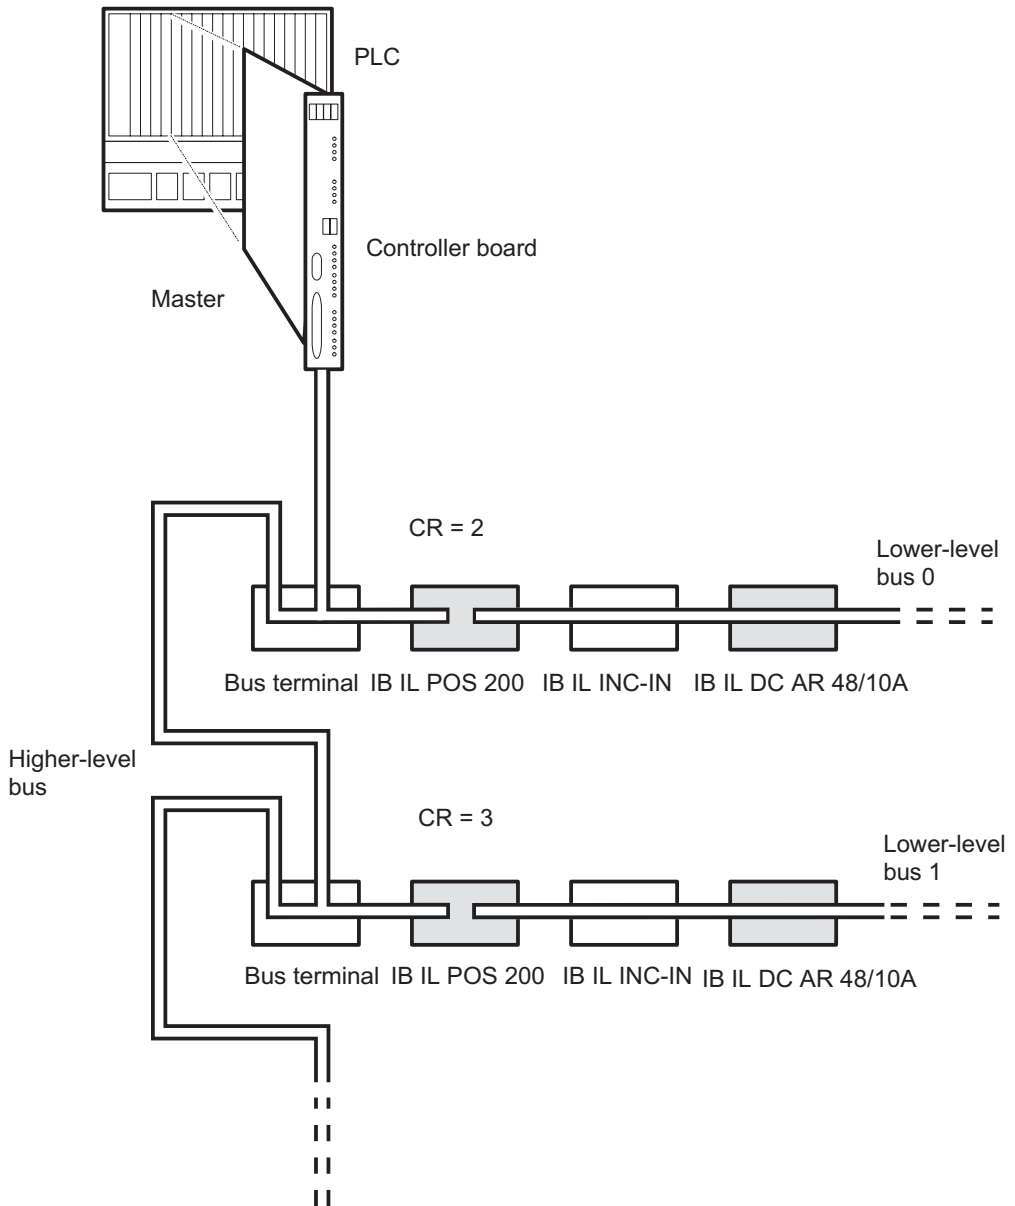 PLC
Controller board
Master
CR = 2
Lower-level
bus 0
Bus terminal IB IL POS 200 IB IL INC-IN IB IL DC AR 48/10A
Higher-level
bus
CR = 3
Lower-level
bus 1
Bus terminal IB IL POS 200 IB IL INC-IN IB IL DC AR 48/10A